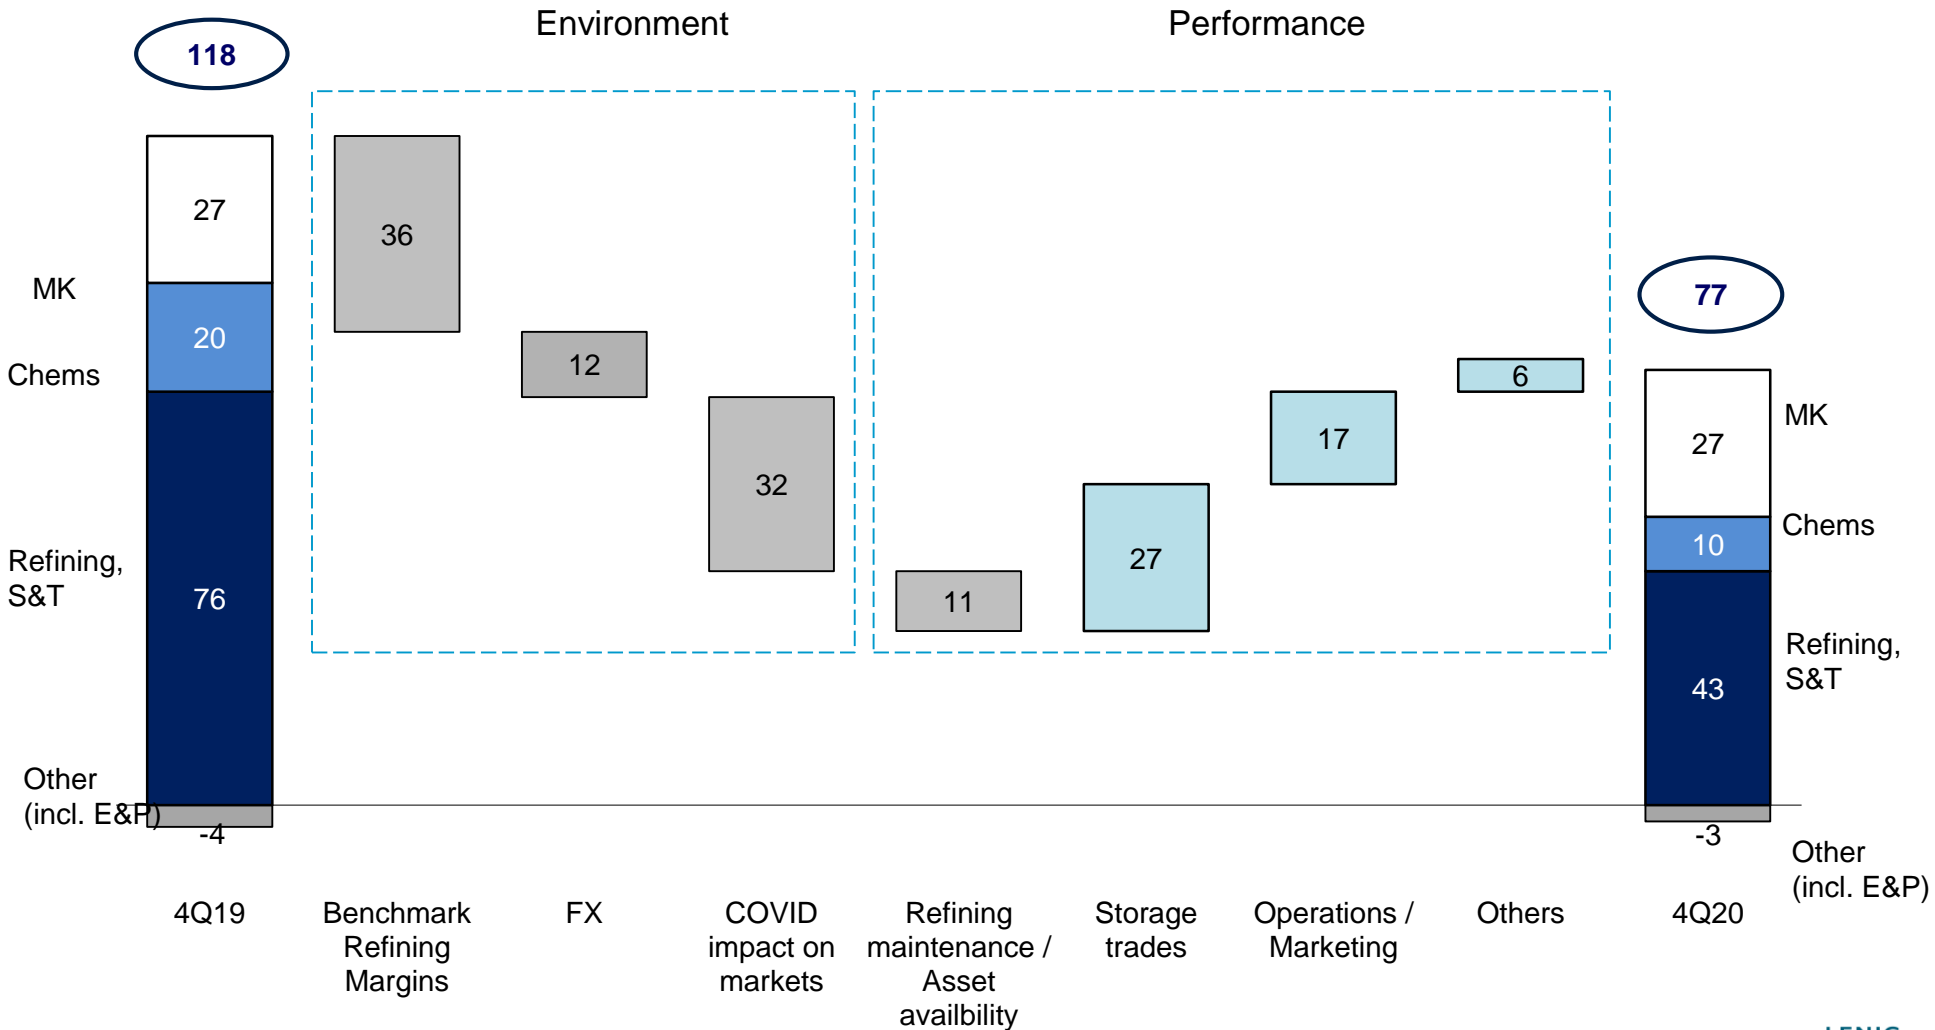 Environment
Performance
118
27
MK
20
Chems
Refining,
S&T
76
Other
(incl. E&P)
-4
36
12
32
11
27
17
6
77
27
MK
10
Chems
43
Refining,
S&T
-3
Other
(incl. E&P)
4Q19
Benchmark
Refining
Margins
FX
COVID
impact on
markets
Refining
maintenance /
Asset
availbility
Storage
trades
Operations /
Marketing
Others
4Q20